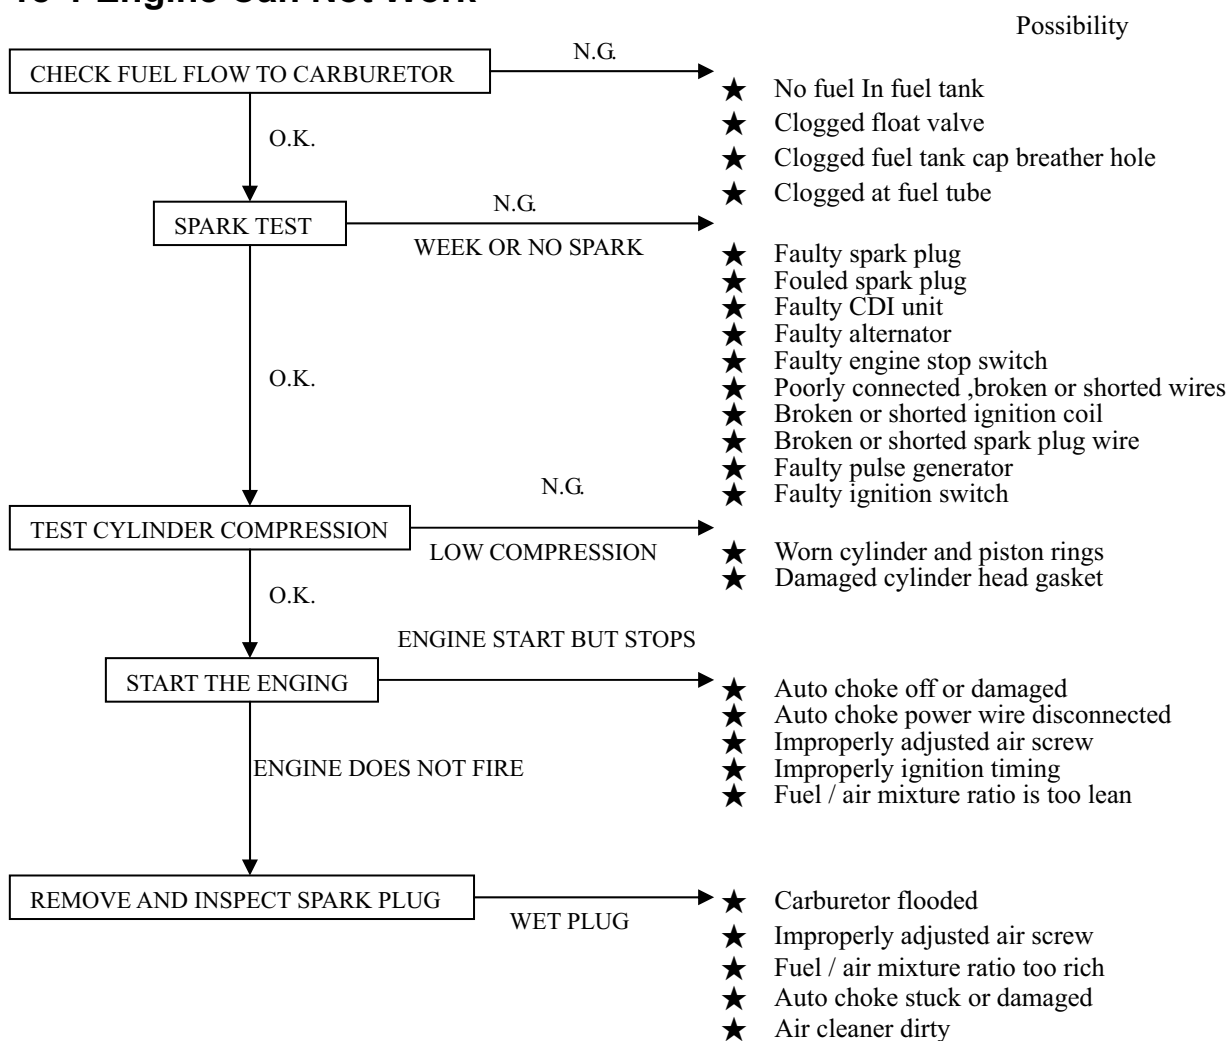 Engine Can Not Work
Possibility
N.G.
CHECK FUEL FLOW TO CARBURETOR
★ No fuel In fuel tank
★ Clogged float valve
O.K.
★ Clogged fuel tank cap breather hole
★ Clogged at fuel tube
N.G.
SPARK TEST
WEEK OR NO SPARK
★ Faulty spark plug
★ Fouled spark plug
★ Faulty CDI unit
★ Faulty alternator
★ Faulty engine stop switch
O.K.
★ Poorly connected ,broken or shorted wires
★ Broken or shorted ignition coil
★ Broken or shorted spark plug wire
★ Faulty pulse generator
★ Faulty ignition switch
N.G.
TEST CYLINDER COMPRESSION
LOW COMPRESSION
★ Worn cylinder and piston rings
★ Damaged cylinder head gasket
O.K.
ENGINE START BUT STOPS
START THE ENGING
★ Auto choke off or damaged
★ Auto choke power wire disconnected
★ Improperly adjusted air screw
★ Improperly ignition timing
★ Fuel / air mixture ratio is too lean
ENGINE DOES NOT FIRE
REMOVE AND INSPECT SPARK PLUG
WET PLUG
★ Carburetor flooded
★ Improperly adjusted air screw
★ Fuel / air mixture ratio too rich
★ Auto choke stuck or damaged
★ Air cleaner dirty